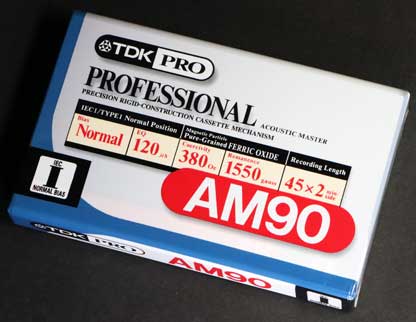 TDK PRO
PROFESSIONAL ACOUSTIC MASTER
PRECISION RIGID-CONSTRUCTION CASSETTE MECHANISM
IEC I/TYPE I Normal Position
Magnetic Particle
Pure-Grained FERRIC OXIDE
Recording Length
Bias
Normal
EQ
120 μs
Coercivity
380 Oe
Remanence
1550 gauss
45×2 min/side
IEC
I
NORMAL BIAS
AM90
TDK PRO
AM90